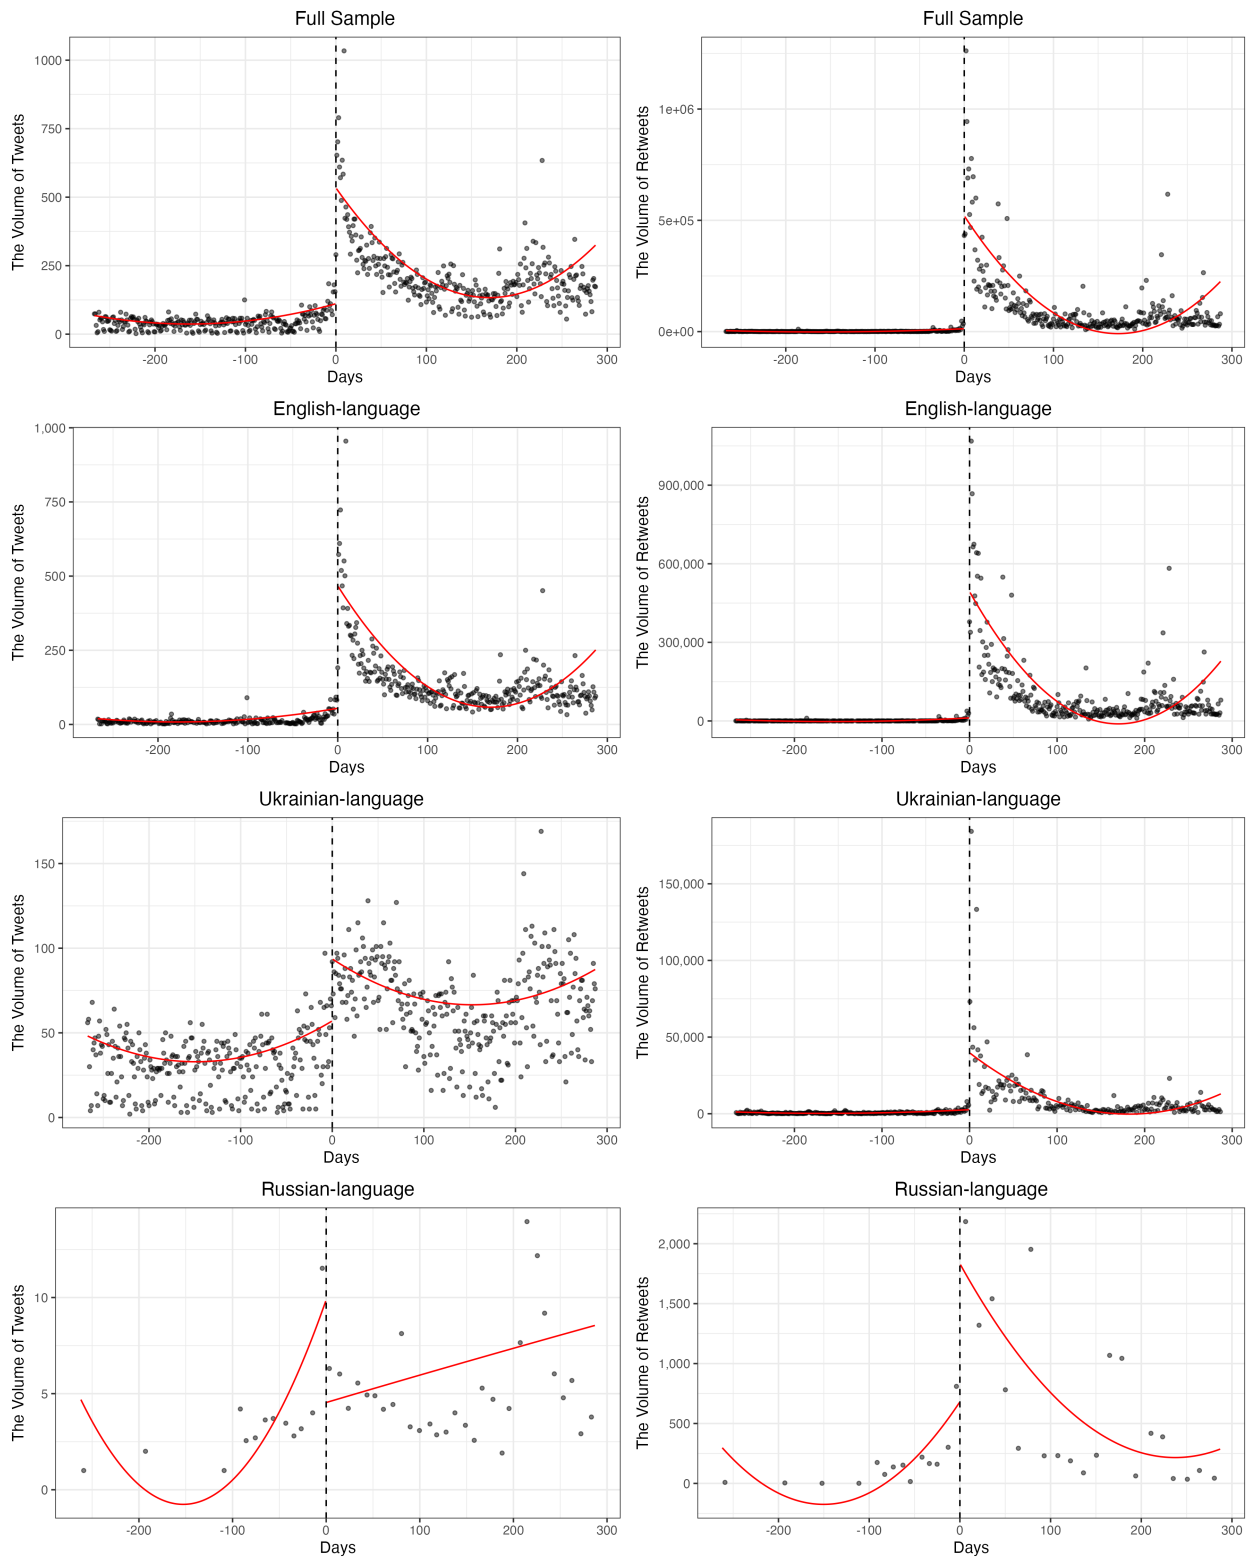 Full Sample
The Volume of Tweets
1000
750
500
250
0
-200 -100 0 100 200 300
Days
Full Sample
The Volume of Retweets
1e+06
5e+05
0e+00
-200 -100 0 100 200 300
Days
English-language
The Volume of Tweets
1,000
750
500
250
0
-200 -100 0 100 200 300
Days
English-language
The Volume of Retweets
900,000
600,000
300,000
0
-200 -100 0 100 200 300
Days
Ukrainian-language
The Volume of Tweets
150
100
50
0
-200 -100 0 100 200 300
Days
Ukrainian-language
The Volume of Retweets
150,000
100,000
50,000
0
-200 -100 0 100 200 300
Days
Russian-language
The Volume of Tweets
10
5
0
-200 -100 0 100 200 300
Days
Russian-language
The Volume of Retweets
2,000
1,500
1,000
500
0
-200 -100 0 100 200 300
Days